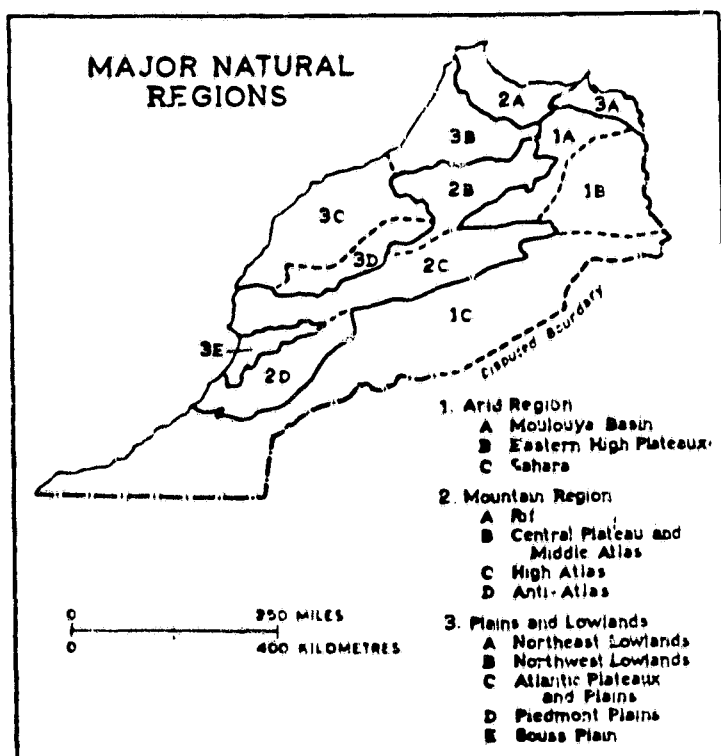 MAJOR NATURAL
REGIONS
2A
3A
1A
3B
2B
1B
3C
3D
2C
1C
3E
2D
Disputed Boundary
1. Arid Region
A Moulouya Basin
B Eastern High Plateaux
C Sahara
2. Mountain Region
A Rif
B Central Plateau and
Middle Atlas
C High Atlas
D Anti-Atlas
0 250 MILES
0 400 KILOMETRES
3. Plains and Lowlands
A Northeast Lowlands
B Northwest Lowlands
C Atlantic Plateaux
and Plains
D Piedmont Plains
E Souss Plain